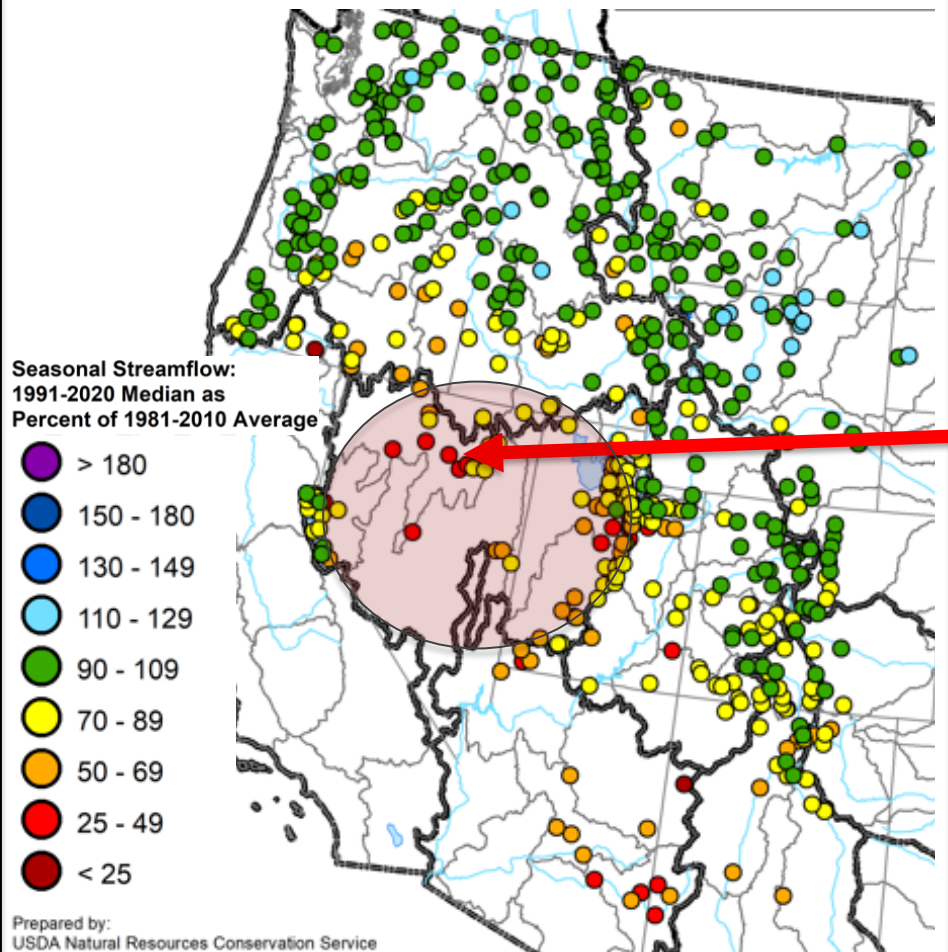 Seasonal Streamflow:
1991-2020 Median as
Percent of 1981-2010 Average
> 180
150 - 180
130 - 149
110 - 129
90 - 109
70 - 89
50 - 69
25 - 49
< 25
Prepared by:
USDA Natural Resources Conservation Service